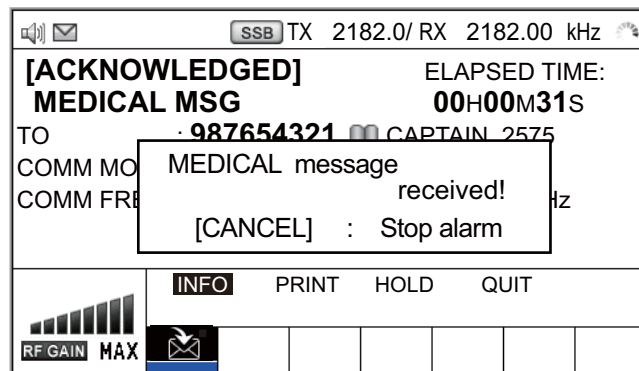 SSB TX 2182.0/ RX 2182.00 kHz
[ACKNOWLEDGED] ELAPSED TIME:
MEDICAL MSG 00H00M31S
TO : 987654321 CAPTAIN 2575
COMM MO
COMM FRE Hz
MEDICAL message
received!
[CANCEL] : Stop alarm
INFO PRINT HOLD QUIT
RF GAIN MAX